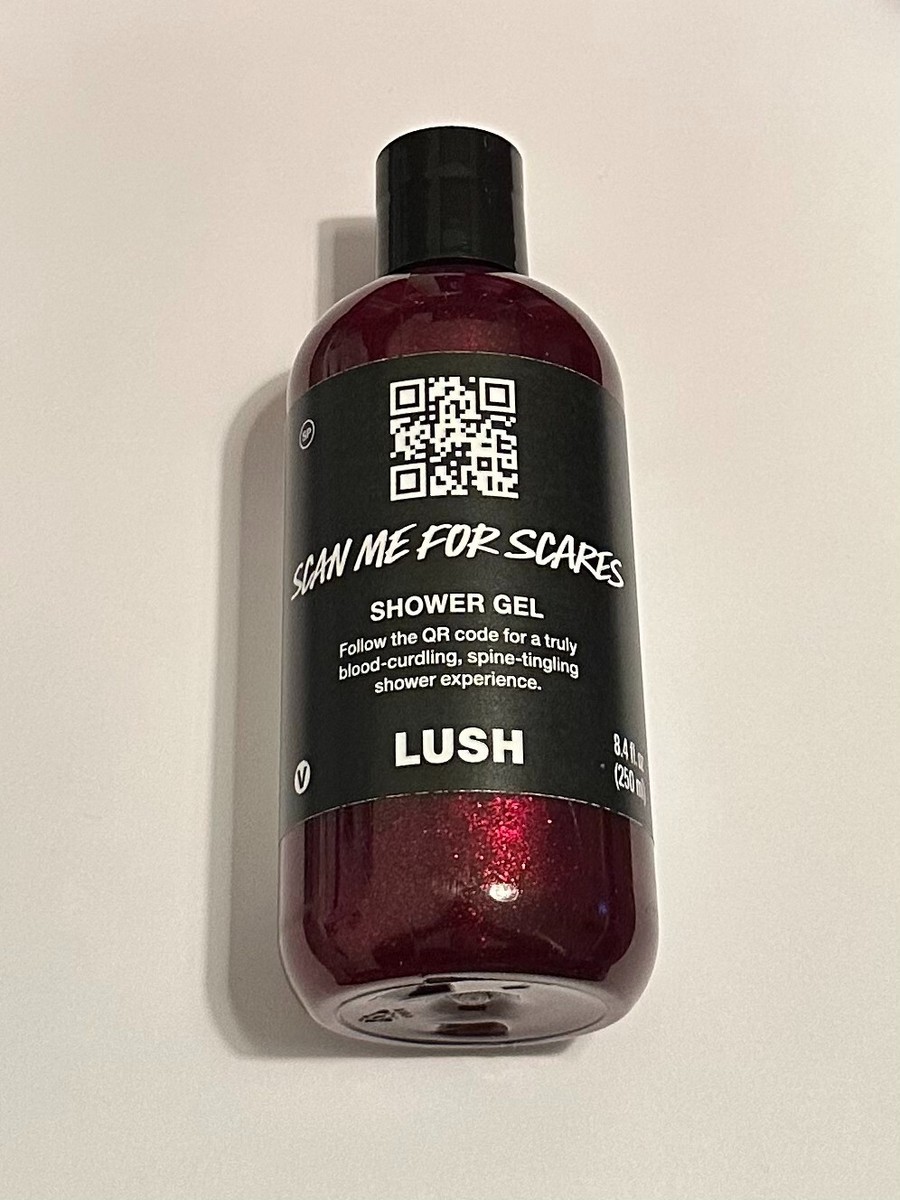 SP
SCAN ME FOR SCARES
SHOWER GEL
Follow the QR code for a truly
blood-curdling, spine-tingling
shower experience.
LUSH
V
8.4 fl. oz
(250 ml)